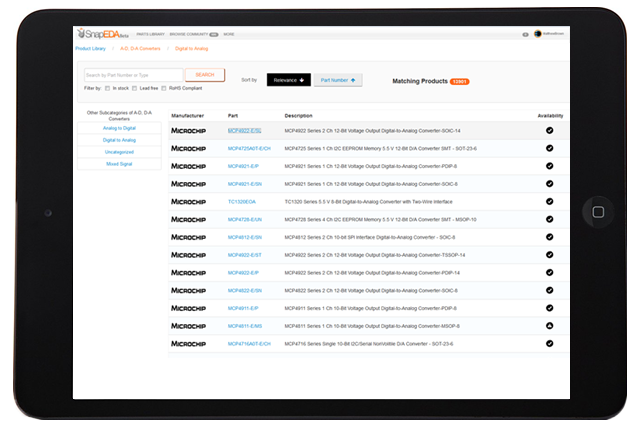 SnapEDA Beta PARTS LIBRARY BROWSE COMMUNITY MORE
Product Library / A-D, D-A Converters / Digital to Analog
Search by Part Number or Type SEARCH Sort by Relevance Part Number Matching Products
Filter by: In stock Lead free RoHS Compliant
Other Subcategories of A-D, D-A Converters
Analog to Digital
Digital to Analog
Uncategorized
Mixed Signal
Manufacturer Part Description Availability
MICROCHIP MCP4922-E/SL MCP4922 Series 2 Ch 12-Bit Voltage Output Digital-to-Analog Converter-SOIC-14
MICROCHIP MCP4725A0T-E/CH MCP4725 Series 1 Ch I2C EEPROM Memory 5.5 V 12-Bit D/A Converter SMT - SOT-23-6
MICROCHIP MCP4921-E/P MCP4921 Series 1 Ch 12-Bit Voltage Output Digital-to-Analog Converter-PDIP-8
MICROCHIP MCP4921-E/SN MCP4921 Series 1 Ch 12-Bit Voltage Output Digital-to-Analog Converter-SOIC-8
MICROCHIP TC1320EOA TC1320 Series 5.5 V 8-Bit Digital-to-Analog Converter with Two-Wire Interface
MICROCHIP MCP4728-E/UN MCP4728 Series 4 Ch I2C EEPROM Memory 5.5 V 12-Bit D/A Converter SMT - MSOP-10
MICROCHIP MCP4812-E/SN MCP4812 Series 2 Ch 10-bit SPI Interface Digital-to-Analog Converter - SOIC-8
MICROCHIP MCP4922-E/ST MCP4922 Series 2 Ch 12-Bit Voltage Output Digital-to-Analog Converter-TSSOP-14
MICROCHIP MCP4922-E/P MCP4922 Series 2 Ch 12-Bit Voltage Output Digital-to-Analog Converter-PDIP-14
MICROCHIP MCP4822-E/SN MCP4822 Series 2 Ch 12-Bit Voltage Output Digital-to-Analog Converter-SOIC-8
MICROCHIP MCP4911-E/P MCP4911 Series 1 Ch 10-Bit Voltage Output Digital-to-Analog Converter-PDIP-8
MICROCHIP MCP4811-E/MS MCP4811 Series 1 Ch 10-Bit Voltage Output Digital-to-Analog Converter-MSOP-8
MICROCHIP MCP4716A0T-E/CH MCP4716 Series Single 10-Bit I2C/Serial NonVolitile D/A Converter - SOT-23-6